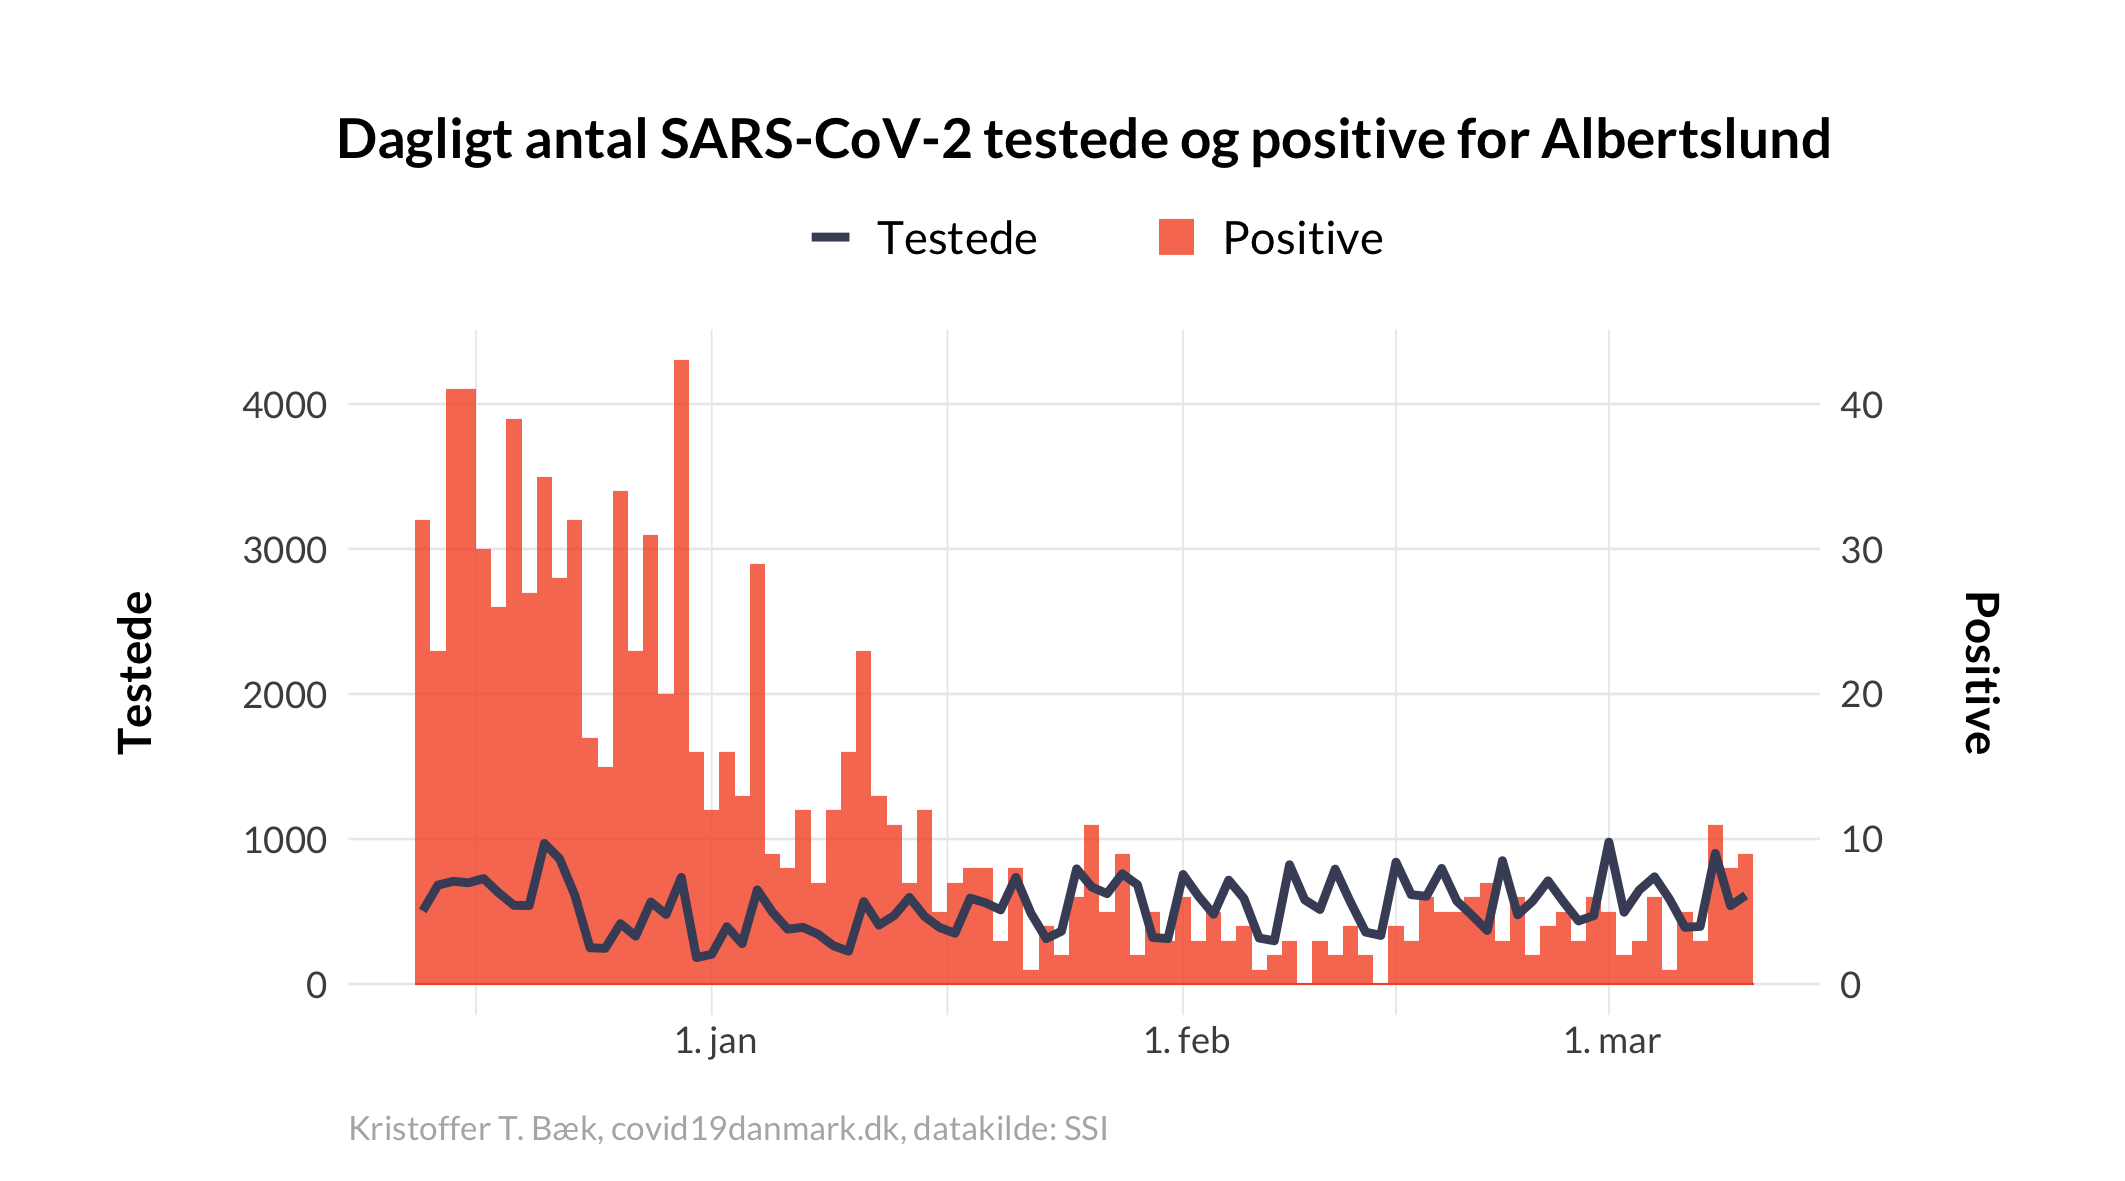 Dagligt antal SARS-CoV-2 testede og positive for Albertslund
Testede
Positive
4000
3000
2000
1000
0
Testede
40
30
20
10
0
Positive
1. jan
1. feb
1. mar
Kristoffer T. Bæk, covid19danmark.dk, datakilde: SSI